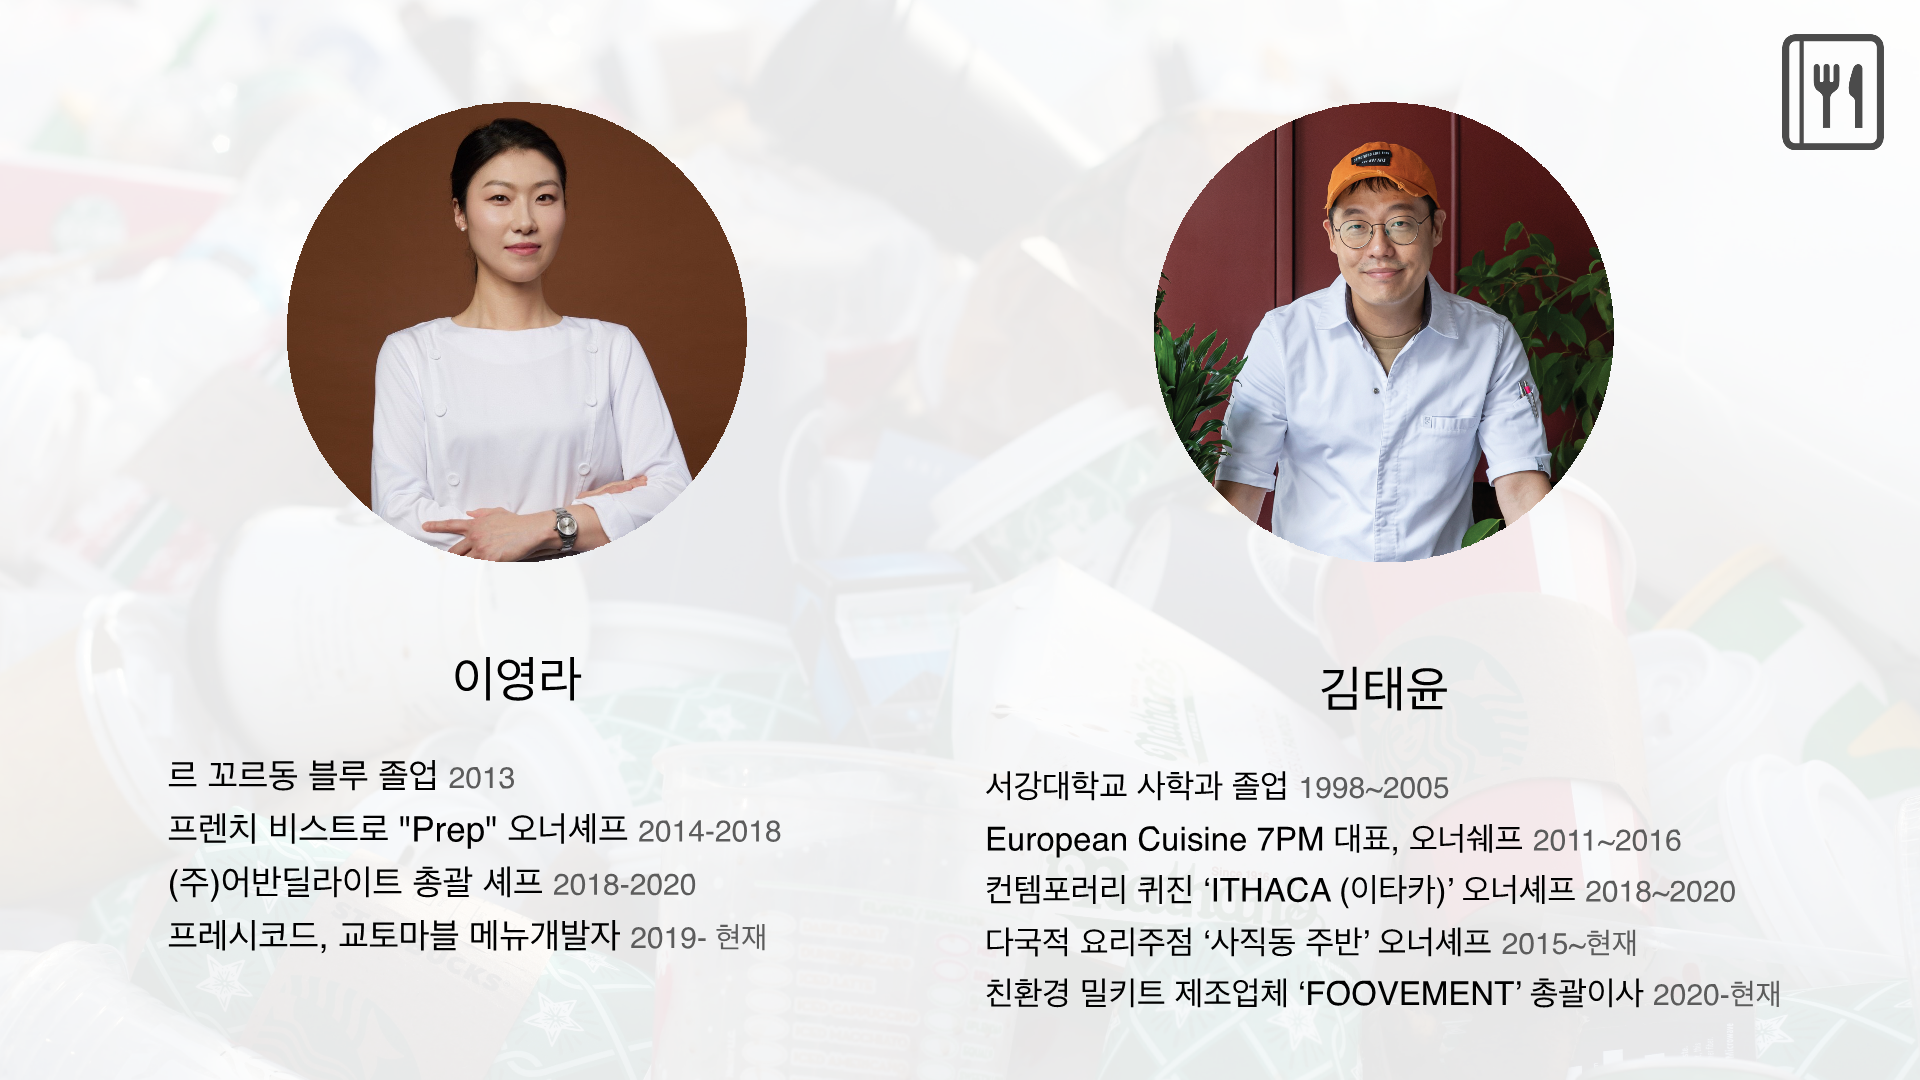 이영라
르 꼬르동 블루 졸업 2013
프렌치 비스트로 "Prep" 오너셰프 2014-2018
(주)어반딜라이트 총괄 셰프 2018-2020
프레시코드, 교토마블 메뉴개발자 2019- 현재
김태윤
서강대학교 사학과 졸업 1998~2005
European Cuisine 7PM 대표, 오너쉐프 2011~2016
컨템포러리 퀴진 ‘ITHACA (이타카)’ 오너셰프 2018~2020
다국적 요리주점 ‘사직동 주반’ 오너셰프 2015~현재
친환경 밀키트 제조업체 ‘FOOVEMENT’ 총괄이사 2020-현재